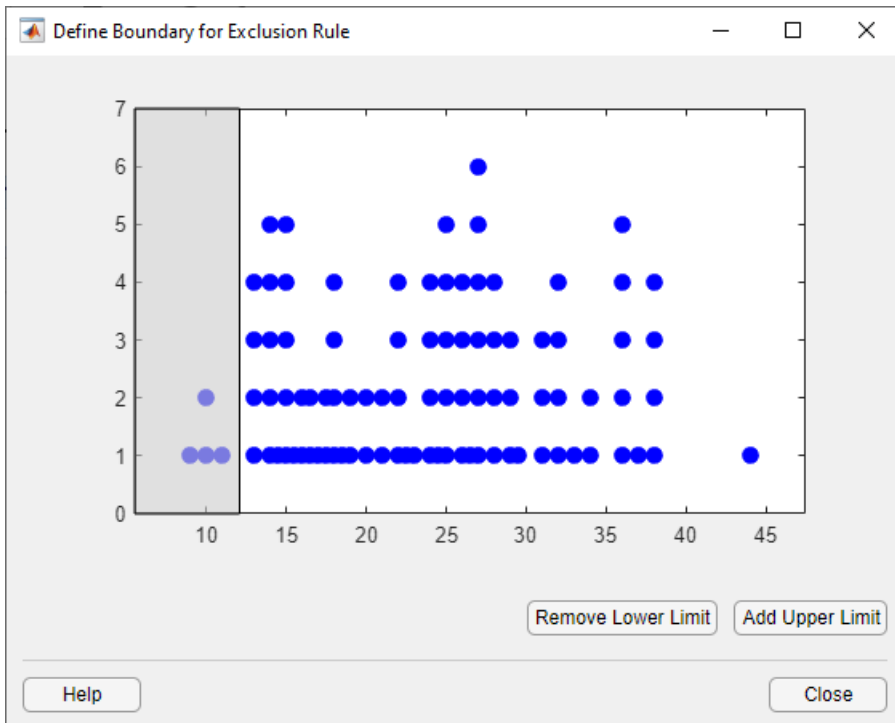 Define Boundary for Exclusion Rule
7
6
5
4
3
2
1
0
10 15 20 25 30 35 40 45
Remove Lower Limit Add Upper Limit
Help Close